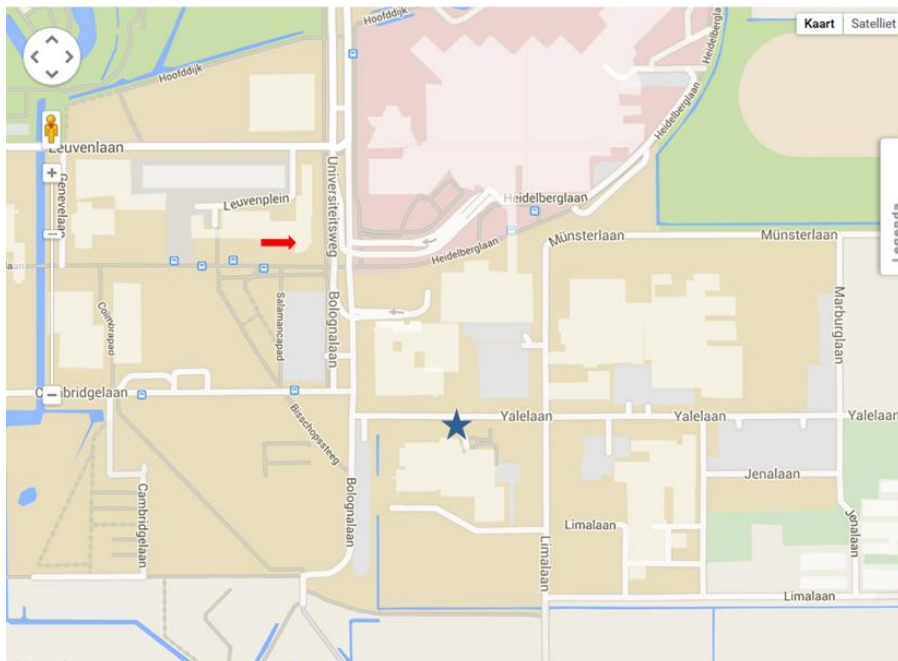 Hoofddijk
Kaart
Satelliet
Hoofddijk
Heidelberglaan
Heidelberglaan
Leuvenlaan
Universiteitsweg
Genevelaan
Leuvenplein
Heidelberglaan
Legenda
Münsterlaan
Münsterlaan
Heidelberglaan
laan
Coimbrapad
Salamancapad
Bolognalaan
Marburglaan
Cambridgelaan
Bisschopssteeg
Yalelaan
Yalelaan
Yalelaan
Bolognalaan
Jenalaan
Cambridgelaan
Limalaan
Limalaan
Jenalaan
Limalaan